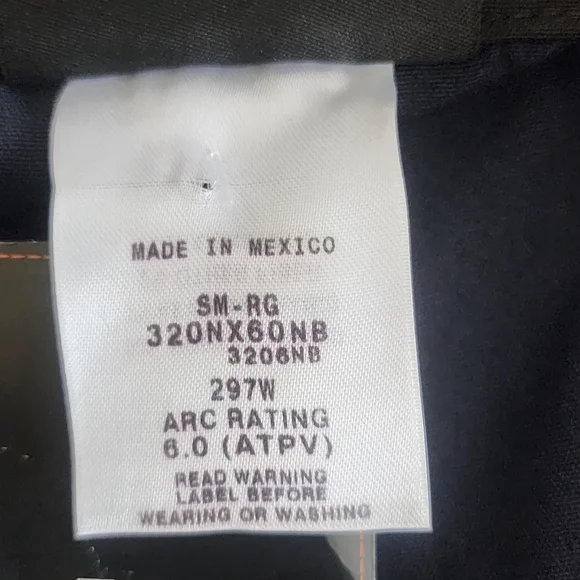 MADE IN MEXICO
SM-RG
320NX60NB
3206NB
297W
ARC RATING
6.0 (ATPV)
READ WARNING
LABEL BEFORE
WEARING OR WASHING